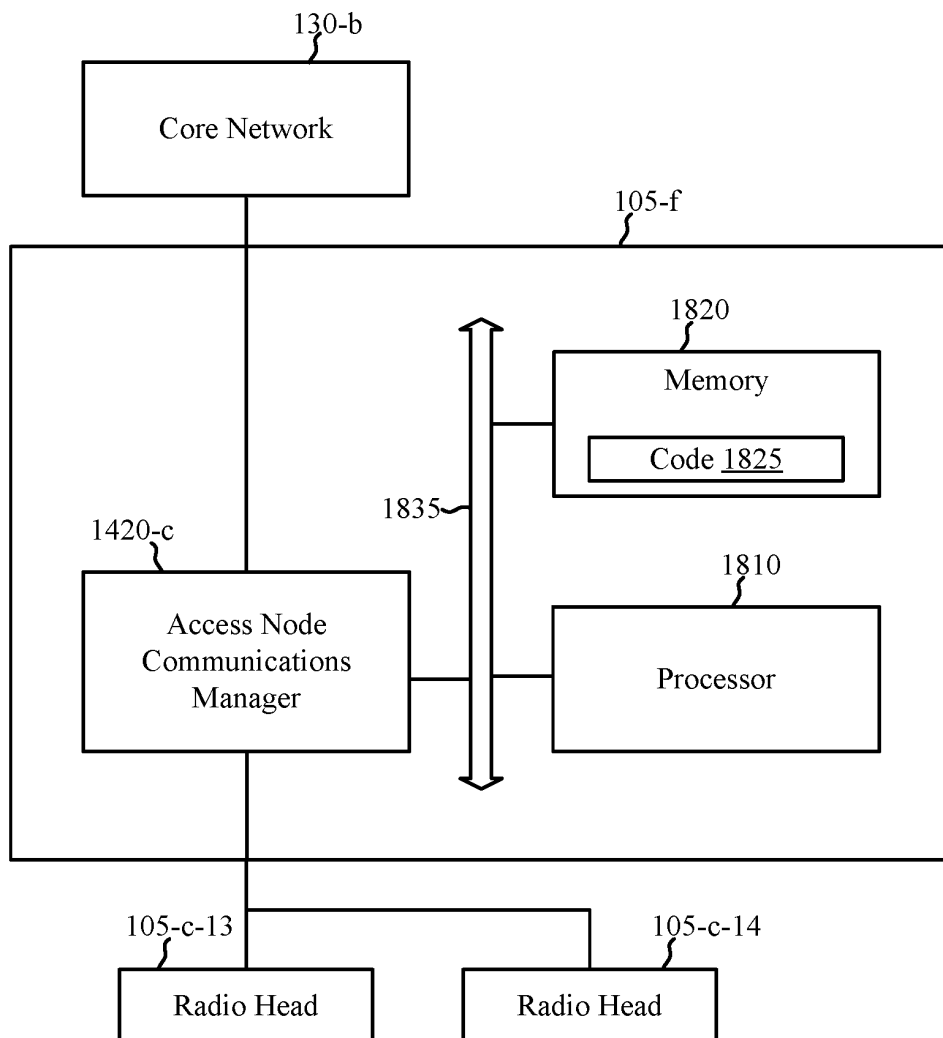 130-b
Core Network
105-f
1820
Memory
Code 1825
1835
1420-c
Access Node
Communications
Manager
1810
Processor
105-c-13
105-c-14
Radio Head
Radio Head